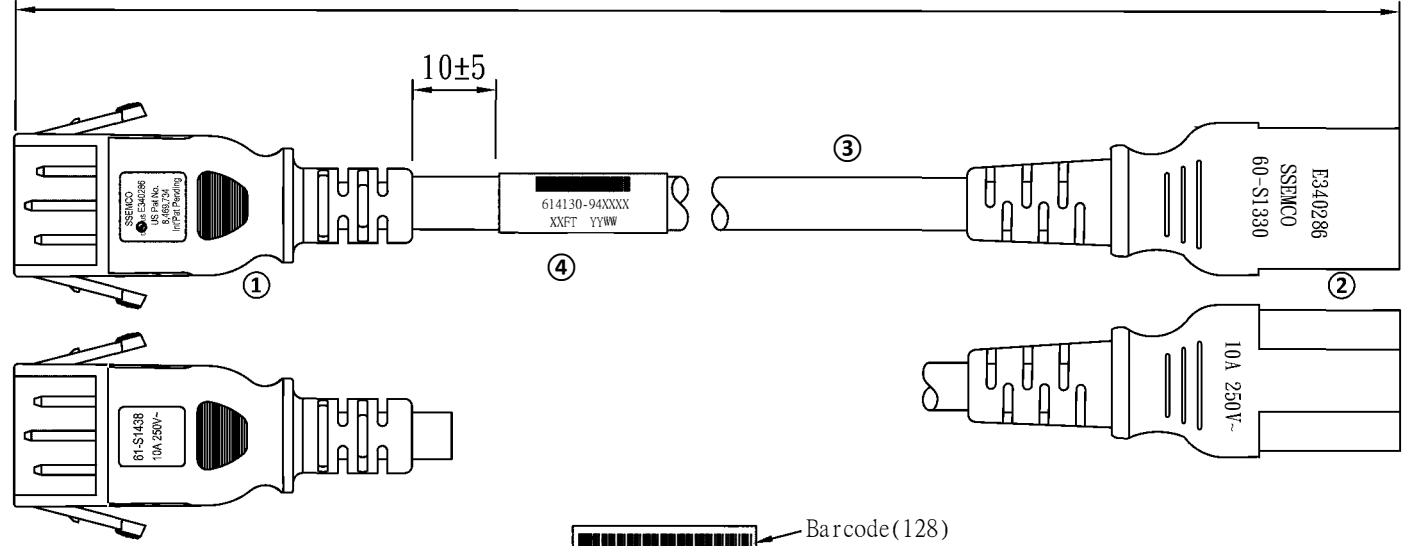 10±5
③
SSEMCO
c us E340286
US Pat No.
8,469,734
Int'Pat Pending
614130-94XXXX
XXFT YYWW
E340286
SSEMCO
60-S1330
①
④
②
61-S1438
10A 250V~
10A 250V~
Barcode(128)